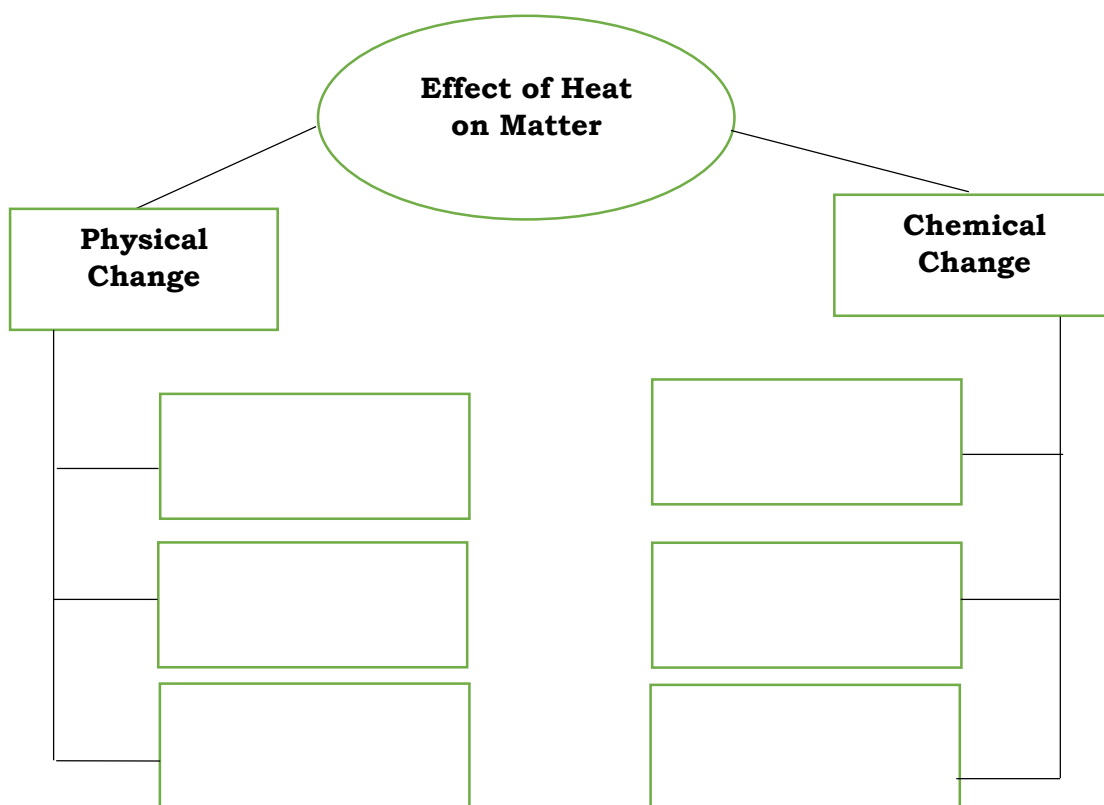 Effect of Heat
on Matter
Physical
Change
Chemical
Change